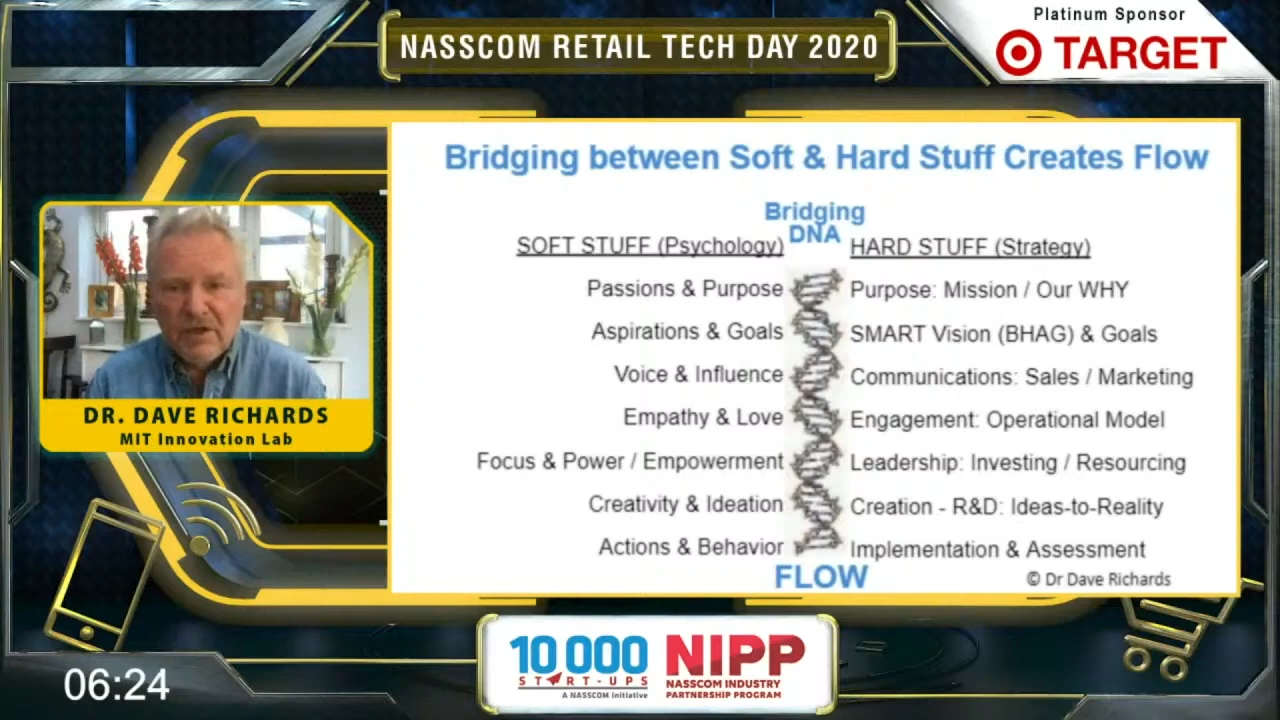 NASSCOM RETAIL TECH DAY 2020
Platinum Sponsor
TARGET
Bridging between Soft & Hard Stuff Creates Flow
Bridging
DNA
SOFT STUFF (Psychology)
HARD STUFF (Strategy)
Passions & Purpose
Purpose: Mission / Our WHY
Aspirations & Goals
SMART Vision (BHAG) & Goals
Voice & Influence
Communications: Sales / Marketing
Empathy & Love
Engagement: Operational Model
Focus & Power / Empowerment
Leadership: Investing / Resourcing
Creativity & Ideation
Creation - R&D: Ideas-to-Reality
Actions & Behavior
Implementation & Assessment
FLOW
© Dr Dave Richards
DR. DAVE RICHARDS
MIT Innovation Lab
06:24
10 000
START-UPS
A NASSCOM Initiative
NIPP
NASSCOM INDUSTRY
PARTNERSHIP PROGRAM